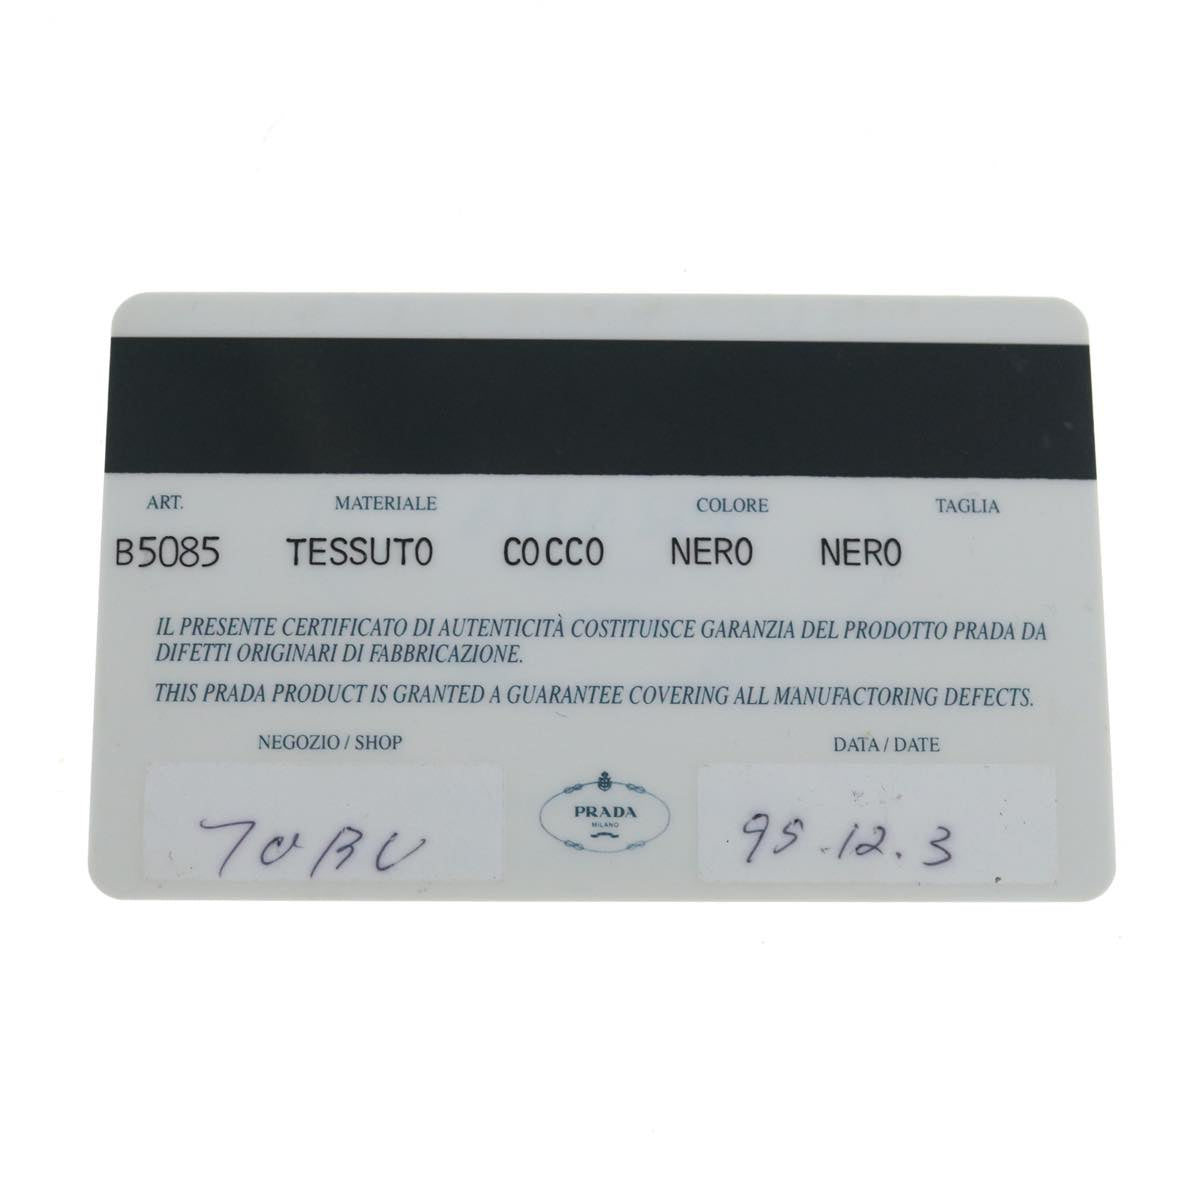 ART. MATERIALE COLORE TAGLIA
B5085 TESSUTO COCCO NERO NERO
IL PRESENTE CERTIFICATO DI AUTENTICITÀ COSTITUISCE GARANZIA DEL PRODOTTO PRADA DA
DIFETTI ORIGINARI DI FABBRICAZIONE.
THIS PRADA PRODUCT IS GRANTED A GUARANTEE COVERING ALL MANUFACTORING DEFECTS.
NEGOZIO / SHOP DATA / DATE
TOBU
PRADA
MILANO
95.12.3